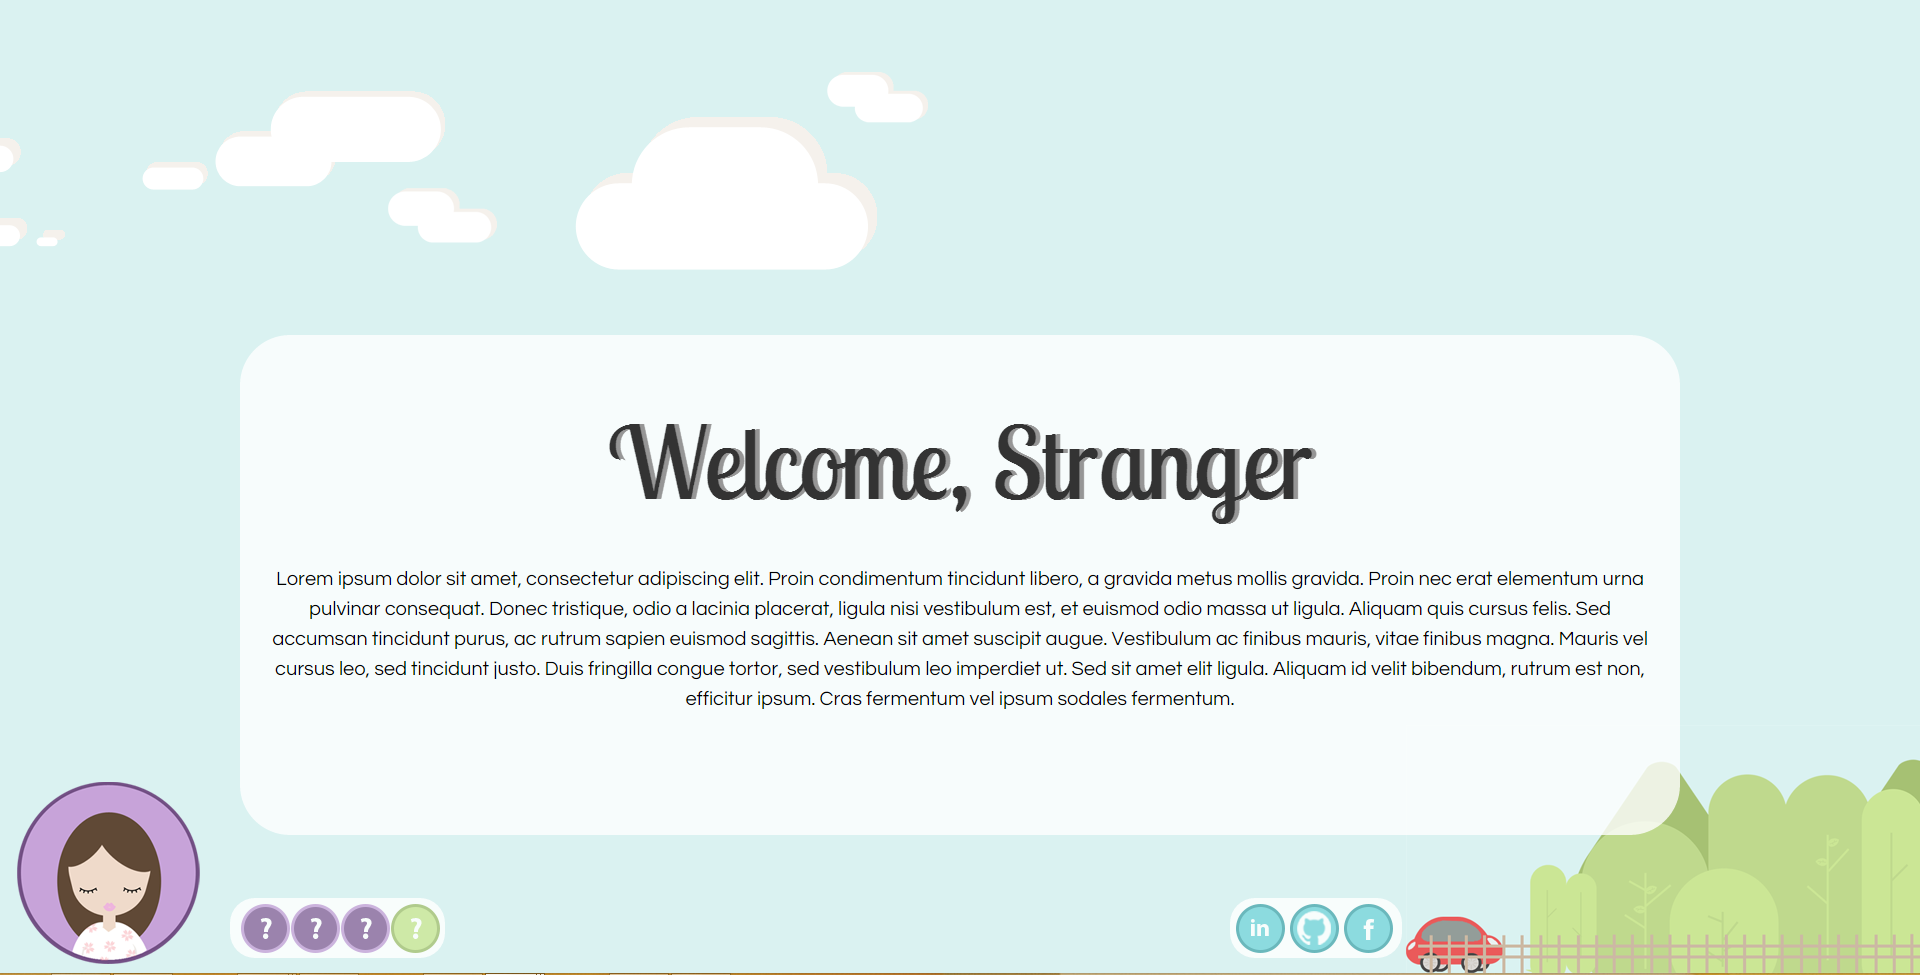 Welcome, Stranger
Lorem ipsum dolor sit amet, consectetur adipiscing elit. Proin condimentum tincidunt libero, a gravida metus mollis gravida. Proin nec erat elementum urna
pulvinar consequat. Donec tristique, odio a lacinia placerat, ligula nisi vestibulum est, et euismod odio massa ut ligula. Aliquam quis cursus felis. Sed
accumsan tincidunt purus, ac rutrum sapien euismod sagittis. Aenean sit amet suscipit augue. Vestibulum ac finibus mauris, vitae finibus magna. Mauris vel
cursus leo, sed tincidunt justo. Duis fringilla congue tortor, sed vestibulum leo imperdiet ut. Sed sit amet elit ligula. Aliquam id velit bibendum, rutrum est non,
efficitur ipsum. Cras fermentum vel ipsum sodales fermentum.
? ? ? ? in f